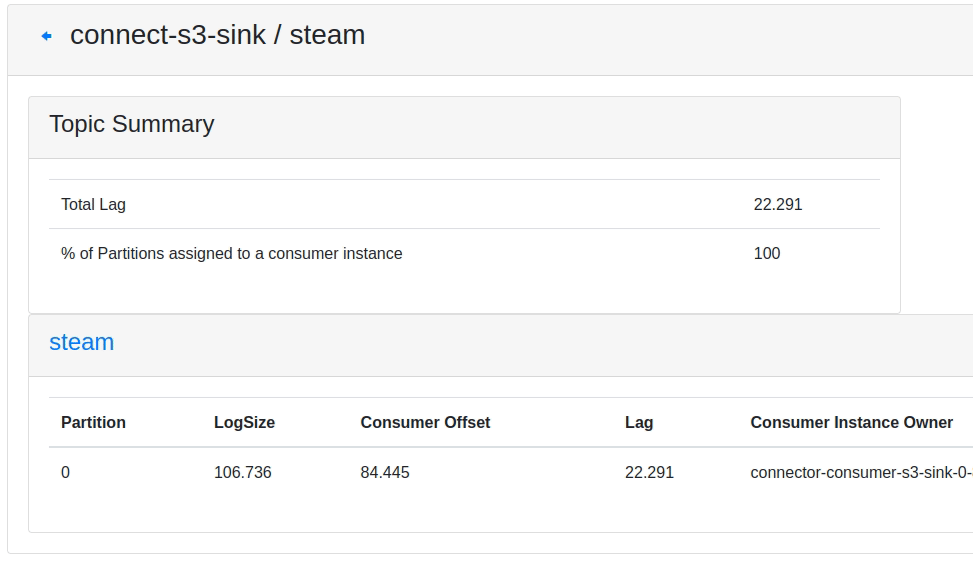 connect-s3-sink / steam
Topic Summary
Total Lag 22.291
% of Partitions assigned to a consumer instance 100
steam
Partition LogSize Consumer Offset Lag Consumer Instance Owner
0 106.736 84.445 22.291 connector-consumer-s3-sink-0-